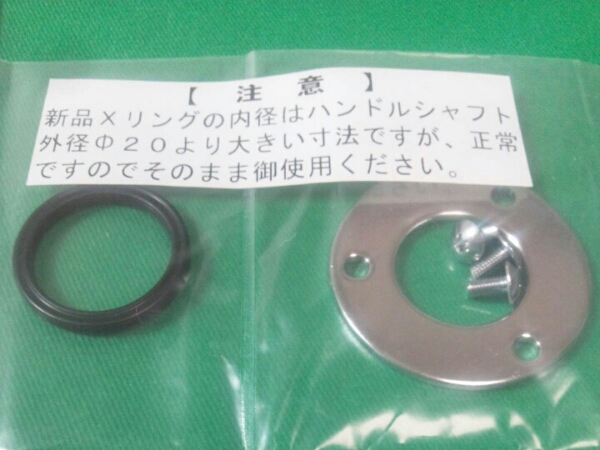 【 注 意 】
新品Ｘリングの内径はハンドルシャフト
外径Φ２０より大きい寸法ですが、正常
ですのでそのまま御使用ください。